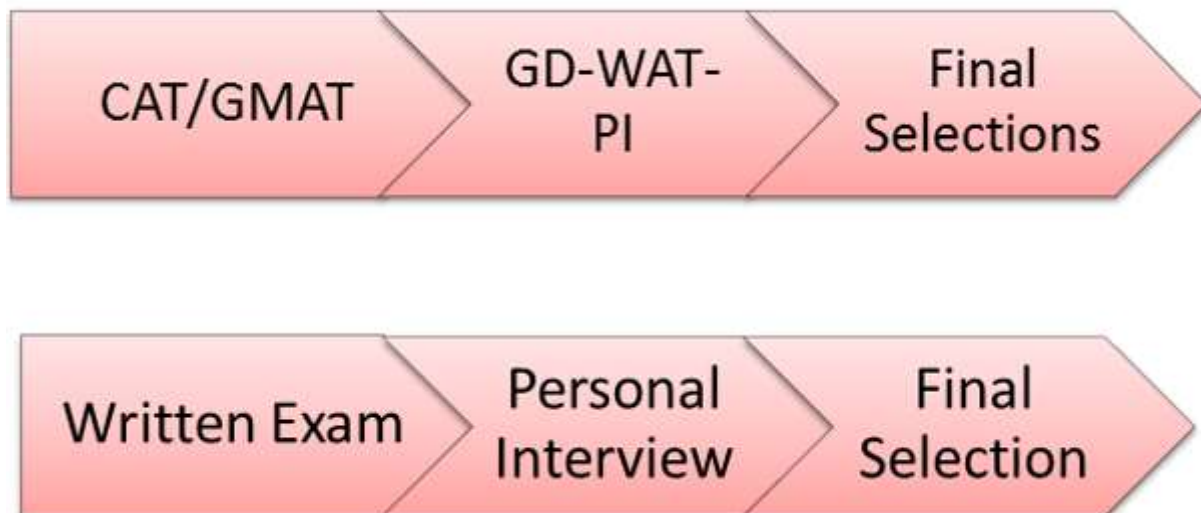 CAT/GMAT
GD-WAT-
PI
Final
Selections
Written Exam
Personal
Interview
Final
Selection